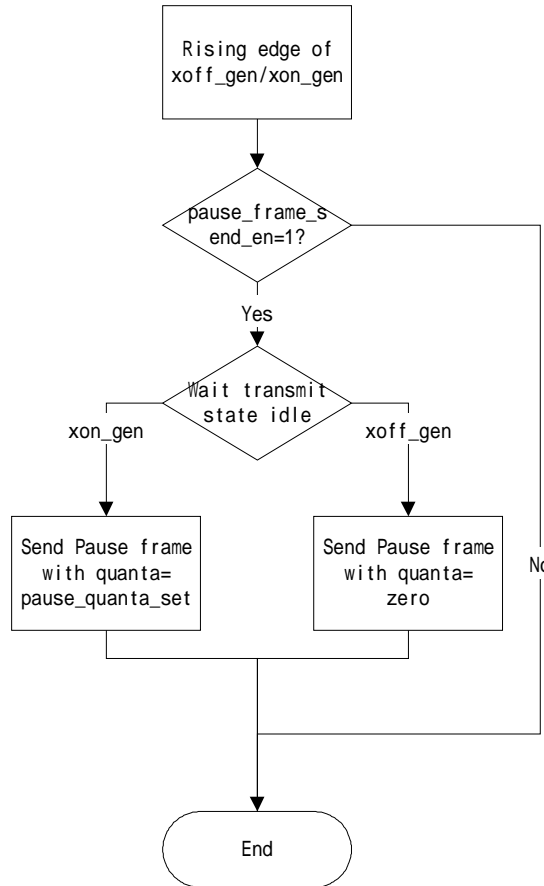 Rising edge of
xoff_gen/xon_gen
pause_frame_s
end_en=1?
Yes
Wait transmit
state idle
xon_gen
xoff_gen
Send Pause frame
with quanta=
pause_quanta_set
Send Pause frame
with quanta=
zero
No
End